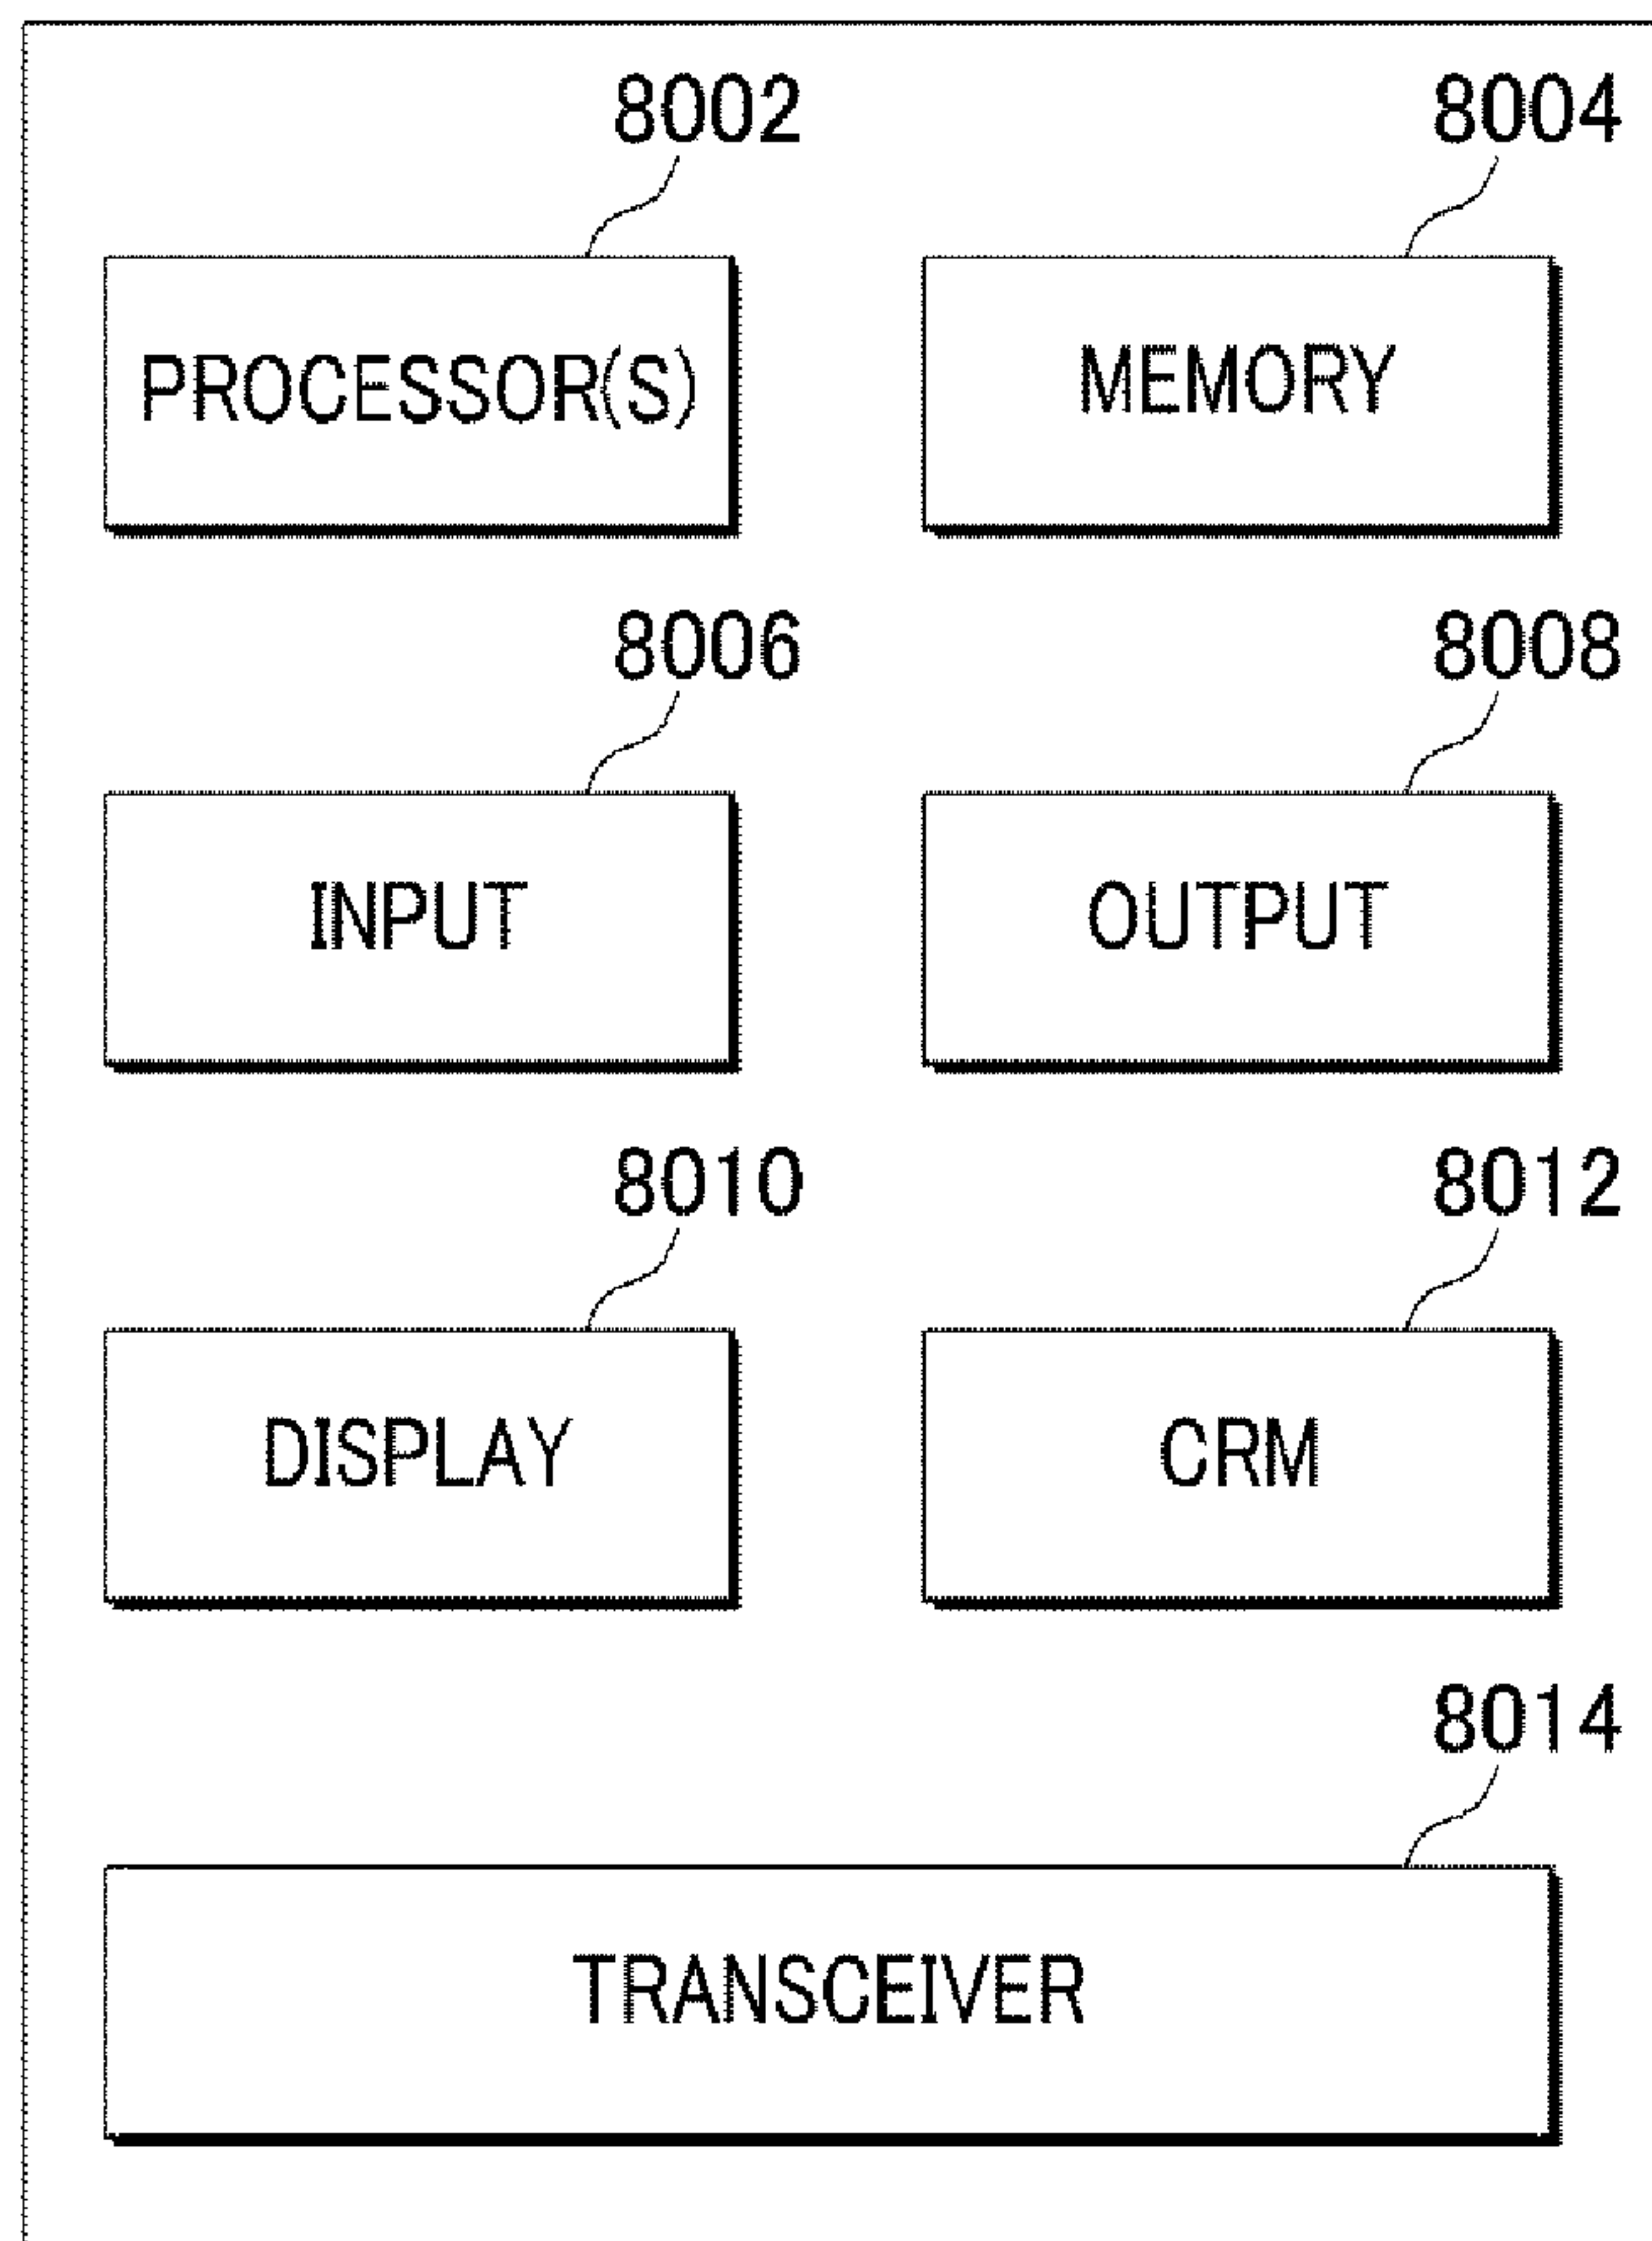 8002 8004
PROCESSOR(S) MEMORY
8006 8008
INPUT OUTPUT
8010 8012
DISPLAY CRM
8014
TRANSCEIVER